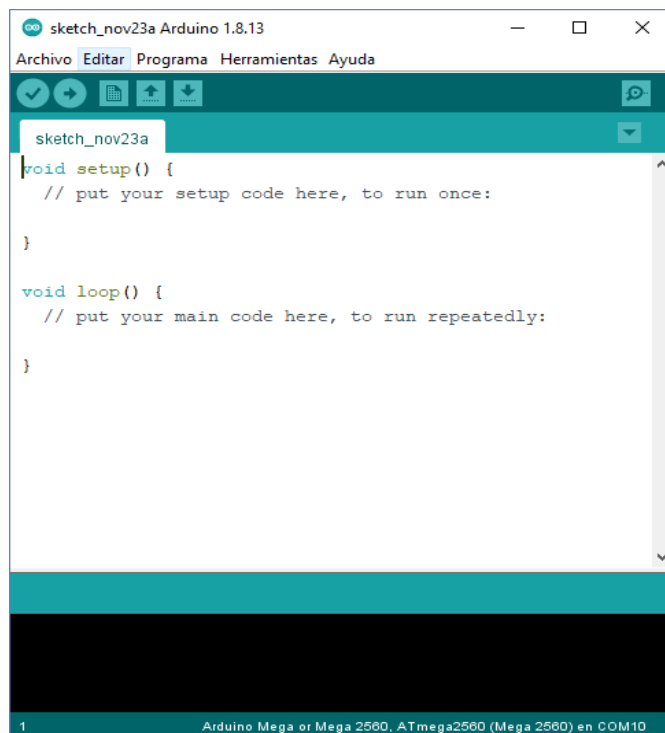 sketch_nov23a Arduino 1.8.13
Archivo Editar Programa Herramientas Ayuda
sketch_nov23a
void setup() {
  // put your setup code here, to run once:
}
void loop() {
  // put your main code here, to run repeatedly:
}
1 Arduino Mega or Mega 2560, ATmega2560 (Mega 2560) en COM10